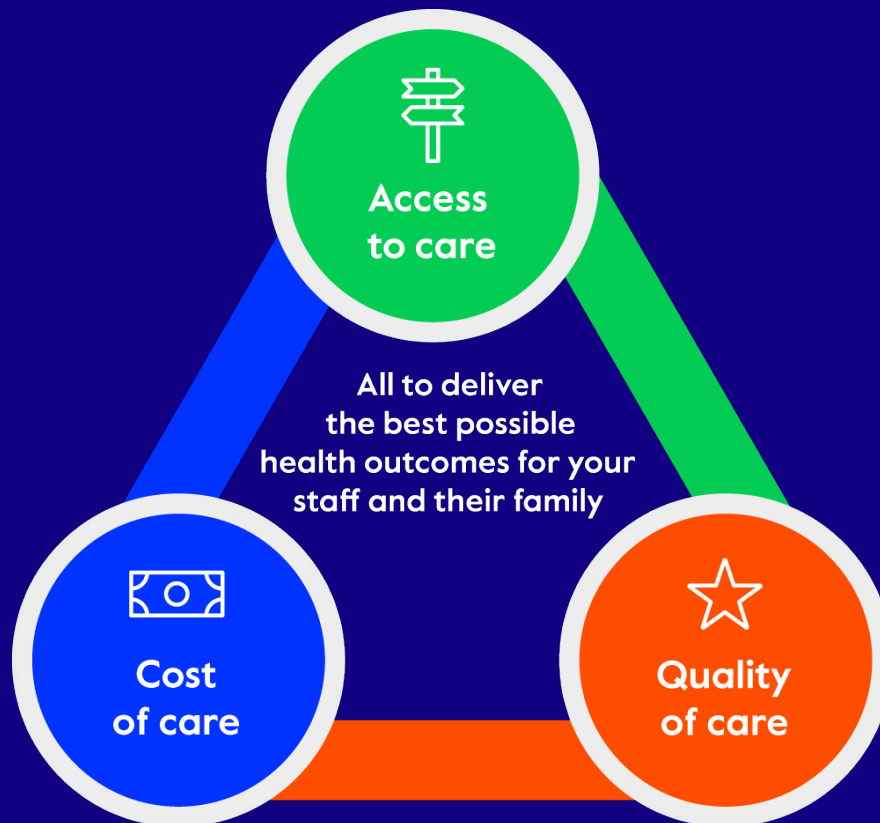 Access
to care
All to deliver
the best possible
health outcomes for your
staff and their family
Cost
of care
Quality
of care